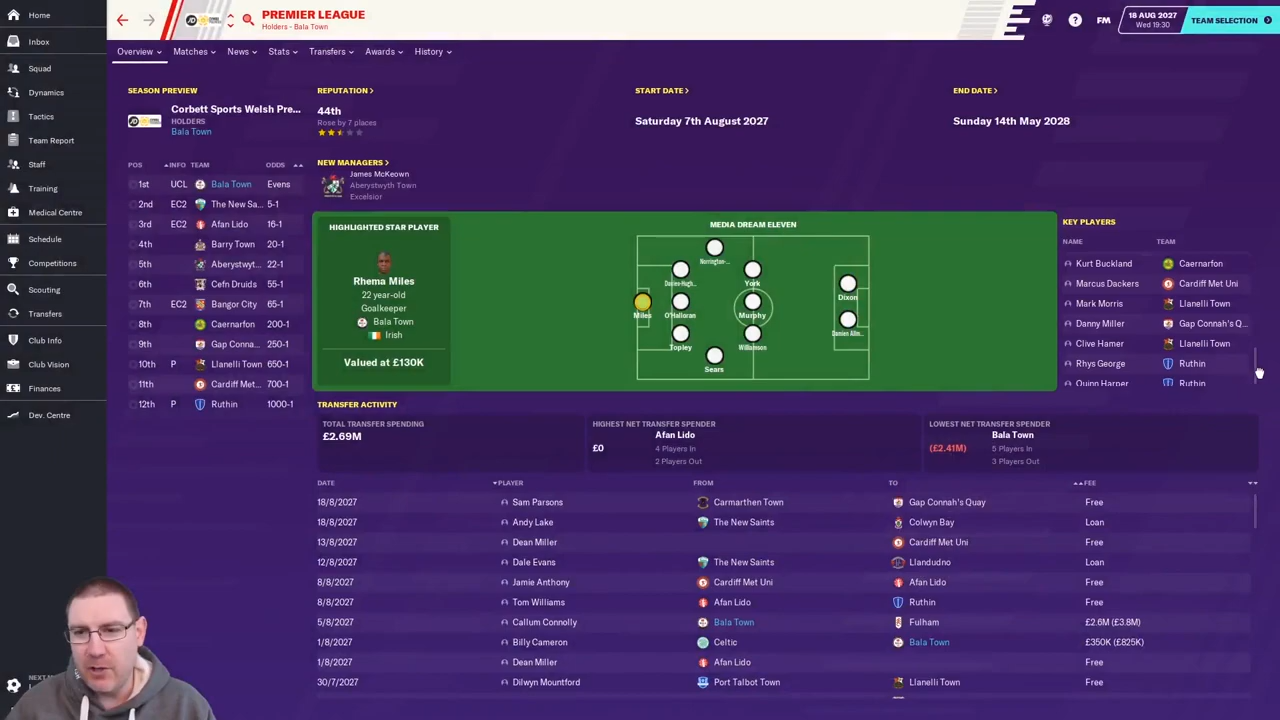 Home
Inbox
Squad
Dynamics
Tactics
Team Report
Staff
Training
Medical Centre
Schedule
Competitions
Scouting
Transfers
Club Info
Club Vision
Finances
Dev. Centre
PREMIER LEAGUE
Holders - Bala Town
FM
18 AUG 2027
Wed 19:30
TEAM SELECTION
Overview Matches News Stats Transfers Awards History
SEASON PREVIEW
Corbett Sports Welsh Pre...
HOLDERS
Bala Town
REPUTATION
44th
Rose by 7 places
START DATE
Saturday 7th August 2027
END DATE
Sunday 14th May 2028
POS INFO TEAM ODDS
1st UCL Bala Town Evens
2nd EC2 The New Sa... 5-1
3rd EC2 Afan Lido 16-1
4th Barry Town 20-1
5th Aberystwyt... 22-1
6th Cefn Druids 55-1
7th EC2 Bangor City 65-1
8th Caernarfon 200-1
9th Gap Conna... 250-1
10th P Llanelli Town 650-1
11th Cardiff Met... 700-1
12th P Ruthin 1000-1
NEW MANAGERS
James McKeown
Aberystwyth Town
Excelsior
HIGHLIGHTED STAR PLAYER
Rhema Miles
22 year-old
Goalkeeper
Bala Town
Irish
Valued at £130K
MEDIA DREAM ELEVEN
Norrington-...
Davies-Hugh...
York
Dixon
Miles
O'Halloran
Murphy
Damien Allm...
Topley
Williamson
Sears
KEY PLAYERS
NAME TEAM
Kurt Buckland Caernarfon
Marcus Dackers Cardiff Met Uni
Mark Morris Llanelli Town
Danny Miller Gap Connah's Q...
Clive Hamer Llanelli Town
Rhys George Ruthin
Quinn Harper Ruthin
TRANSFER ACTIVITY
TOTAL TRANSFER SPENDING
£2.69M
HIGHEST NET TRANSFER SPENDER
£0
Afan Lido
4 Players In
2 Players Out
LOWEST NET TRANSFER SPENDER
(£2.41M)
Bala Town
5 Players In
3 Players Out
DATE PLAYER FROM TO FEE
18/8/2027 Sam Parsons Carmarthen Town Gap Connah's Quay Free
18/8/2027 Andy Lake The New Saints Colwyn Bay Loan
13/8/2027 Dean Miller Cardiff Met Uni Free
12/8/2027 Dale Evans The New Saints Llandudno Loan
8/8/2027 Jamie Anthony Cardiff Met Uni Afan Lido Free
8/8/2027 Tom Williams Afan Lido Ruthin Free
5/8/2027 Callum Connolly Bala Town Fulham £2.6M (£3.8M)
1/8/2027 Billy Cameron Celtic Bala Town £350K (£825K)
1/8/2027 Dean Miller Afan Lido Free
30/7/2027 Dilwyn Mountford Port Talbot Town Llanelli Town Free